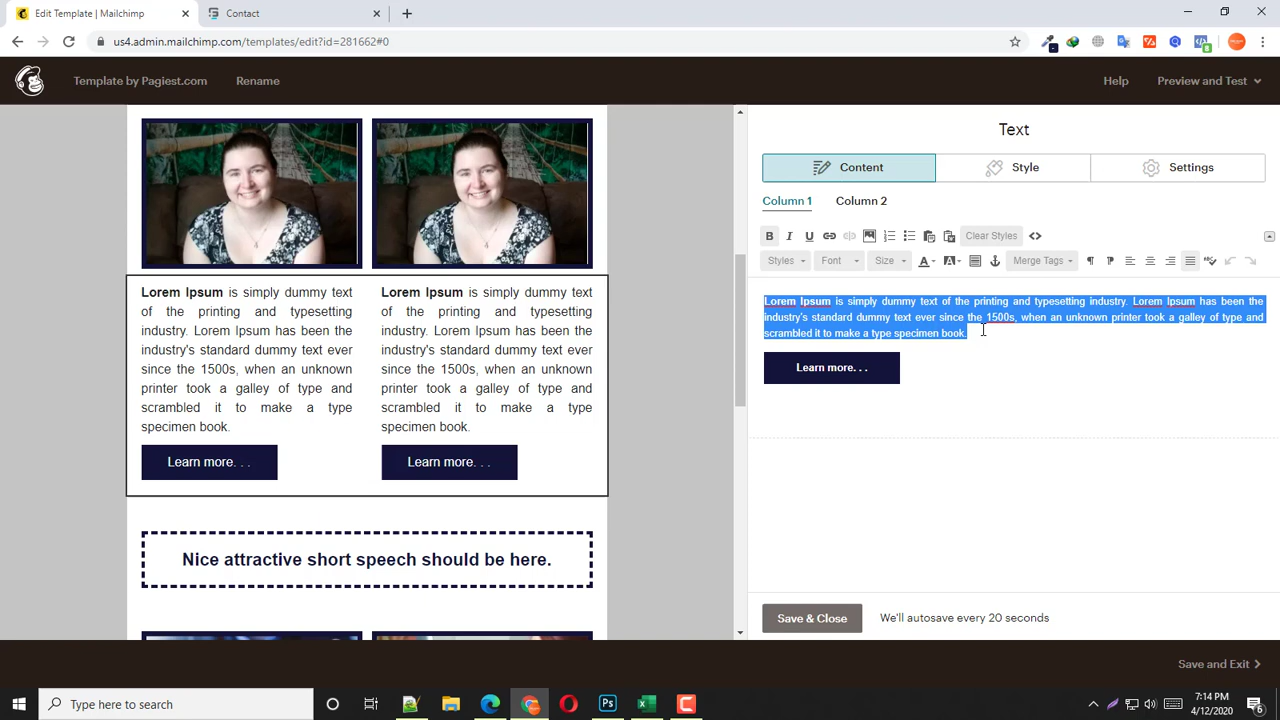 Edit Template | Mailchimp
Contact
us4.admin.mailchimp.com/templates/edit?id=281662#0
8
Template by Pagiest.com
Rename
Help
Preview and Test
Text
Content
Style
Settings
Column 1
Column 2
B I U
Clear Styles
Styles
Font
Size
A
A
Merge Tags
Lorem Ipsum is simply dummy text of the printing and typesetting industry. Lorem Ipsum has been the
industry's standard dummy text ever since the 1500s, when an unknown printer took a galley of type and
scrambled it to make a type specimen book.
Learn more. . .
Lorem Ipsum is simply dummy text
of the printing and typesetting
industry. Lorem Ipsum has been the
industry's standard dummy text ever
since the 1500s, when an unknown
printer took a galley of type and
scrambled it to make a type
specimen book.
Learn more. . .
Lorem Ipsum is simply dummy text
of the printing and typesetting
industry. Lorem Ipsum has been the
industry's standard dummy text ever
since the 1500s, when an unknown
printer took a galley of type and
scrambled it to make a type
specimen book.
Learn more. . .
Nice attractive short speech should be here.
Save & Close
We'll autosave every 20 seconds
Save and Exit
Type here to search
Ps
7:14 PM
4/12/2020
6